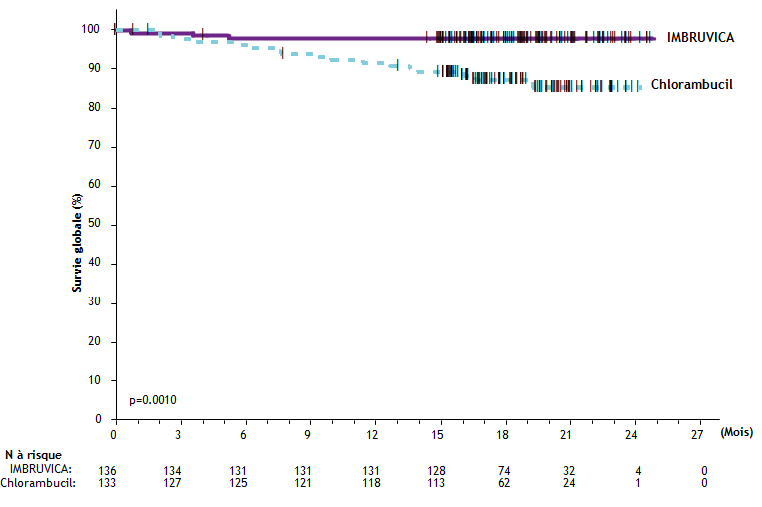 100
90
80
70
60
50
40
30
20
10
0
Survie globale (%)
IMBRUVICA
Chlorambucil
p=0.0010
0 3 6 9 12 15 18 21 24 27 (Mois)
N à risque
IMBRUVICA: 136 134 131 131 131 128 74 32 4 0
Chlorambucil: 133 127 125 121 118 113 62 24 1 0